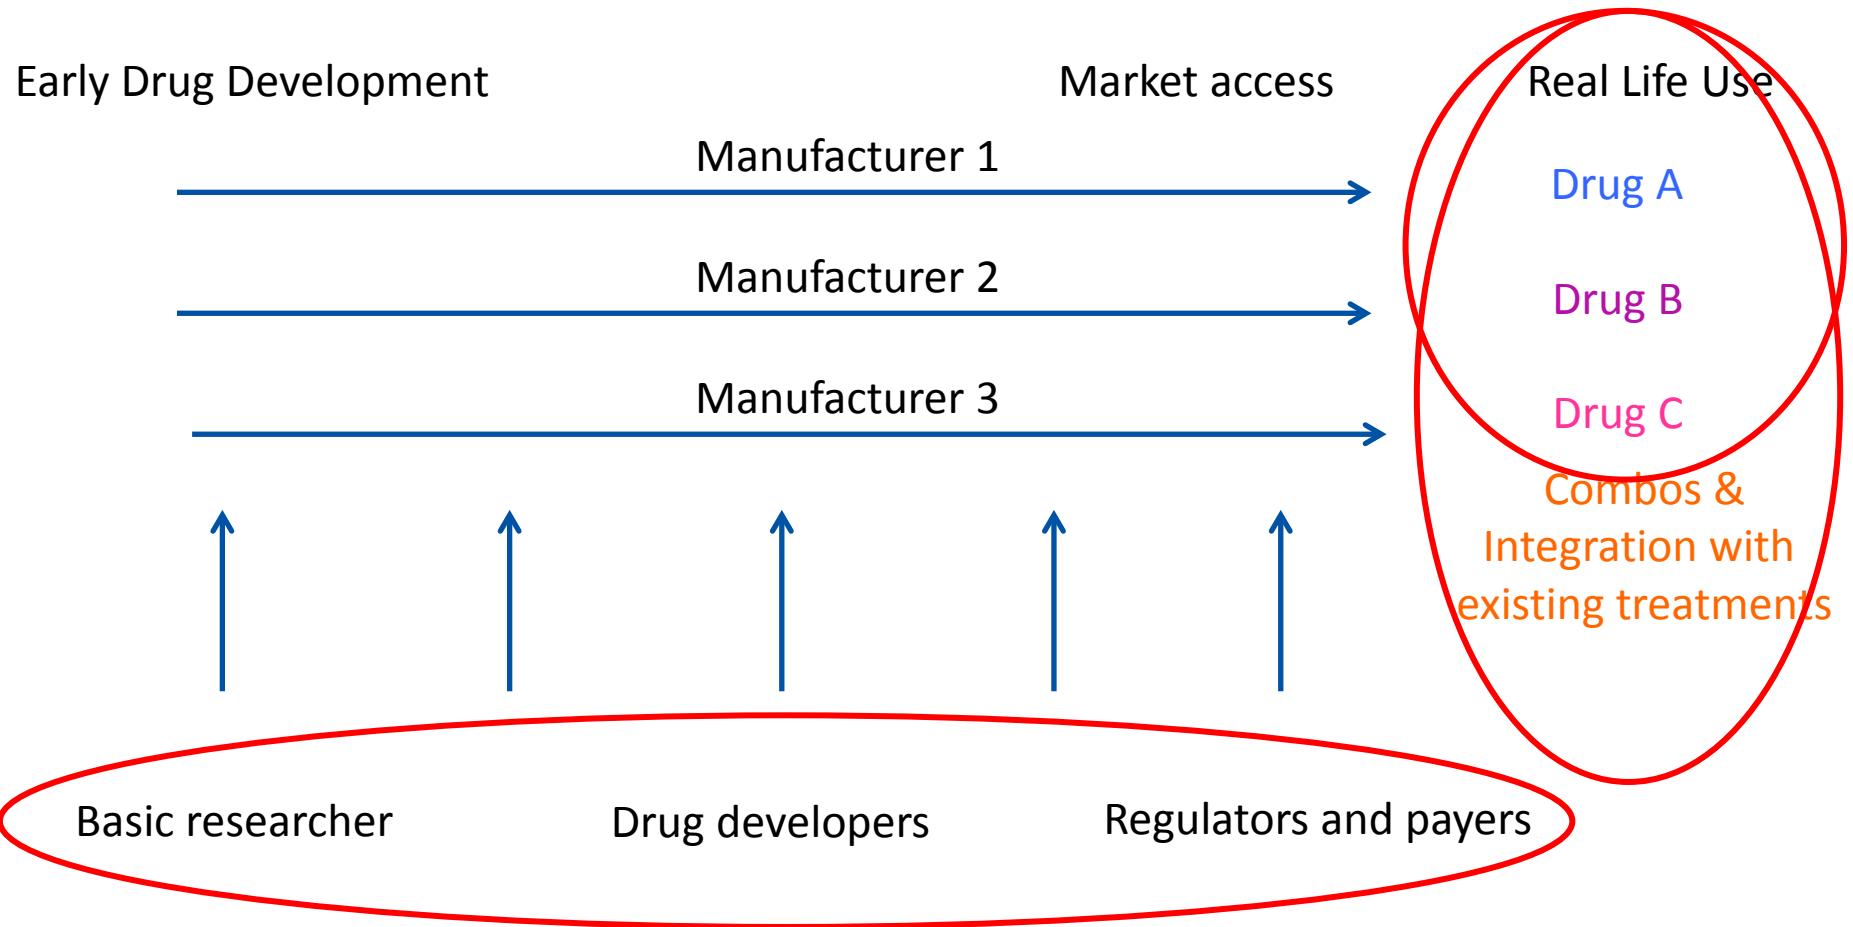 Early Drug Development
Market access
Real Life Use
Manufacturer 1
Drug A
Manufacturer 2
Drug B
Manufacturer 3
Drug C
Combos &
Integration with
existing treatments
Basic researcher
Drug developers
Regulators and payers